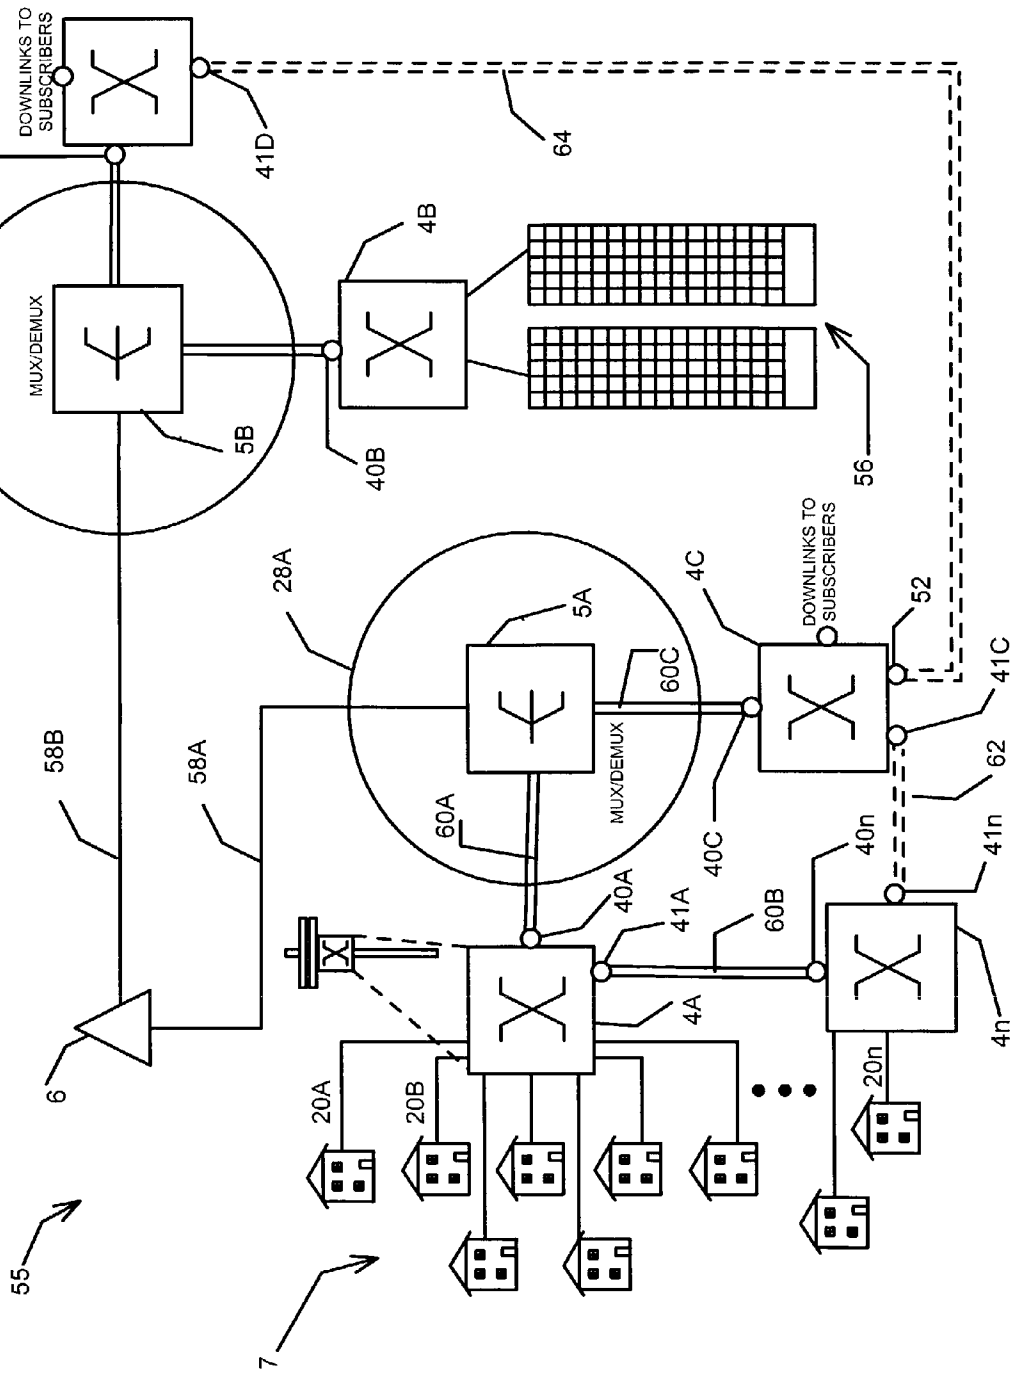 55
7
6
58B
58A
28A
MUX/DEMUX
5B
40B
DOWNLINKS TO
SUBSCRIBERS
41D
64
4B
56
5A
60A
60C
MUX/DEMUX
40A
40C
4C
DOWNLINKS TO
SUBSCRIBERS
52
41C
62
41A
4A
60B
40n
41n
4n
20A
20B
20n